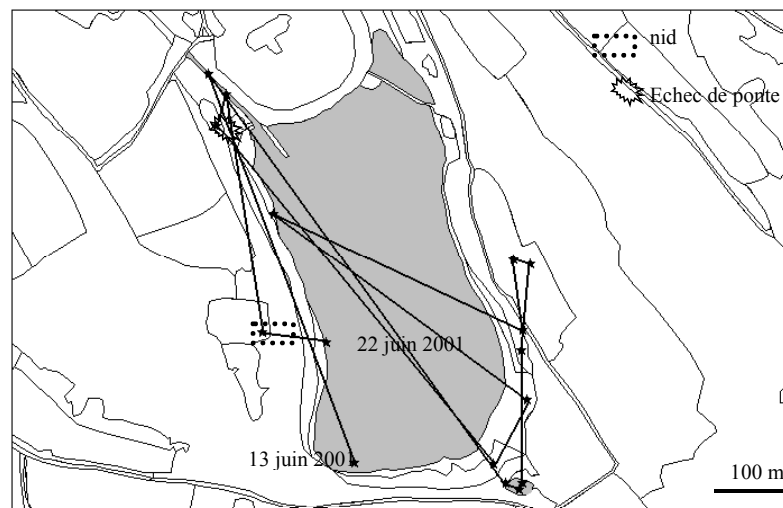 nid
Echec de ponte
22 juin 2001
13 juin 2001
100 m